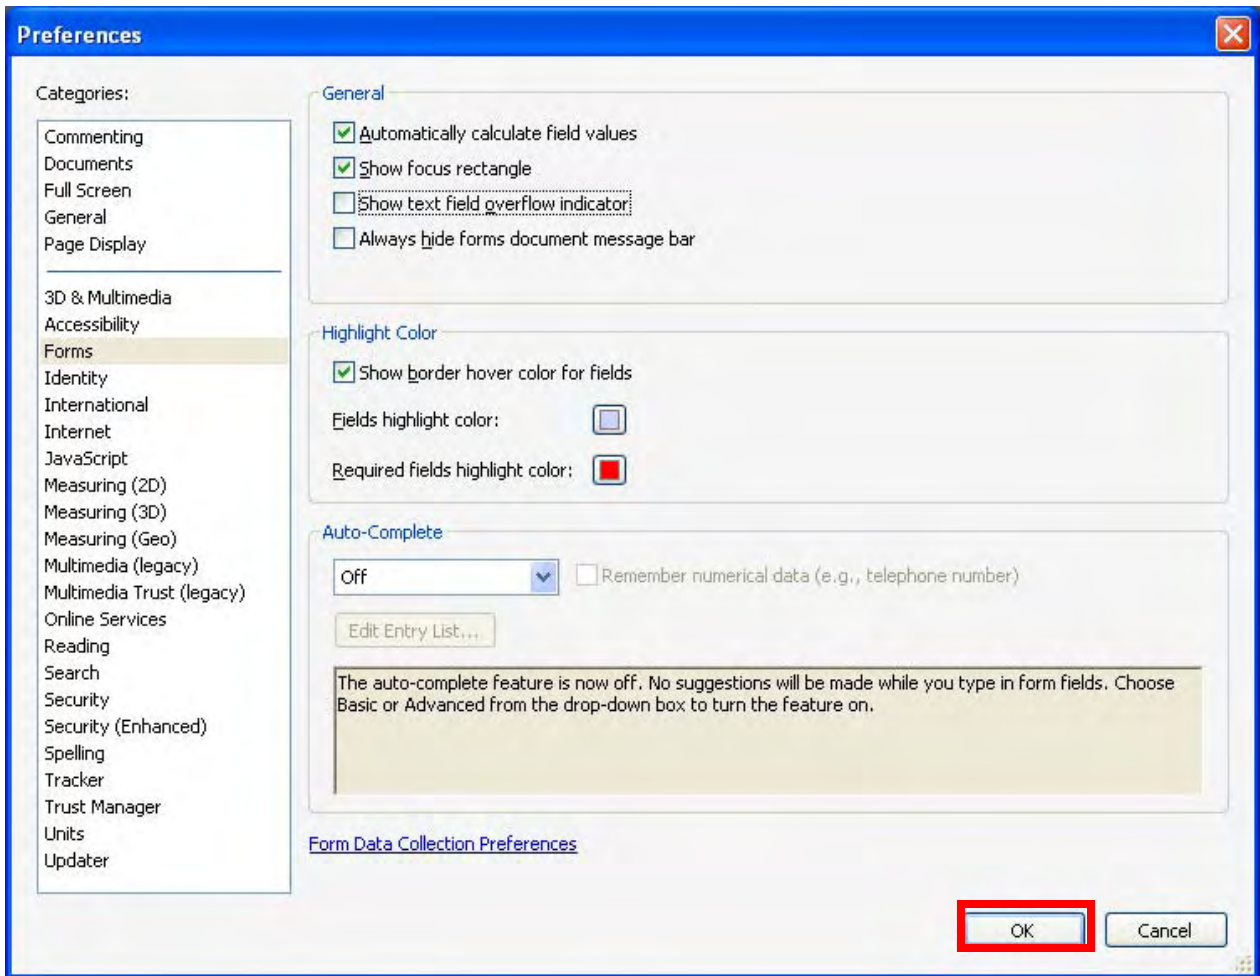 Preferences
Categories:
Commenting
Documents
Full Screen
General
Page Display
3D & Multimedia
Accessibility
Forms
Identity
International
Internet
JavaScript
Measuring (2D)
Measuring (3D)
Measuring (Geo)
Multimedia (legacy)
Multimedia Trust (legacy)
Online Services
Reading
Search
Security
Security (Enhanced)
Spelling
Tracker
Trust Manager
Units
Updater
General
Automatically calculate field values
Show focus rectangle
Show text field overflow indicator
Always hide forms document message bar
Highlight Color
Show border hover color for fields
Fields highlight color:
Required fields highlight color:
Auto-Complete
Off
Remember numerical data (e.g., telephone number)
Edit Entry List...
The auto-complete feature is now off. No suggestions will be made while you type in form fields. Choose
Basic or Advanced from the drop-down box to turn the feature on.
Form Data Collection Preferences
OK
Cancel